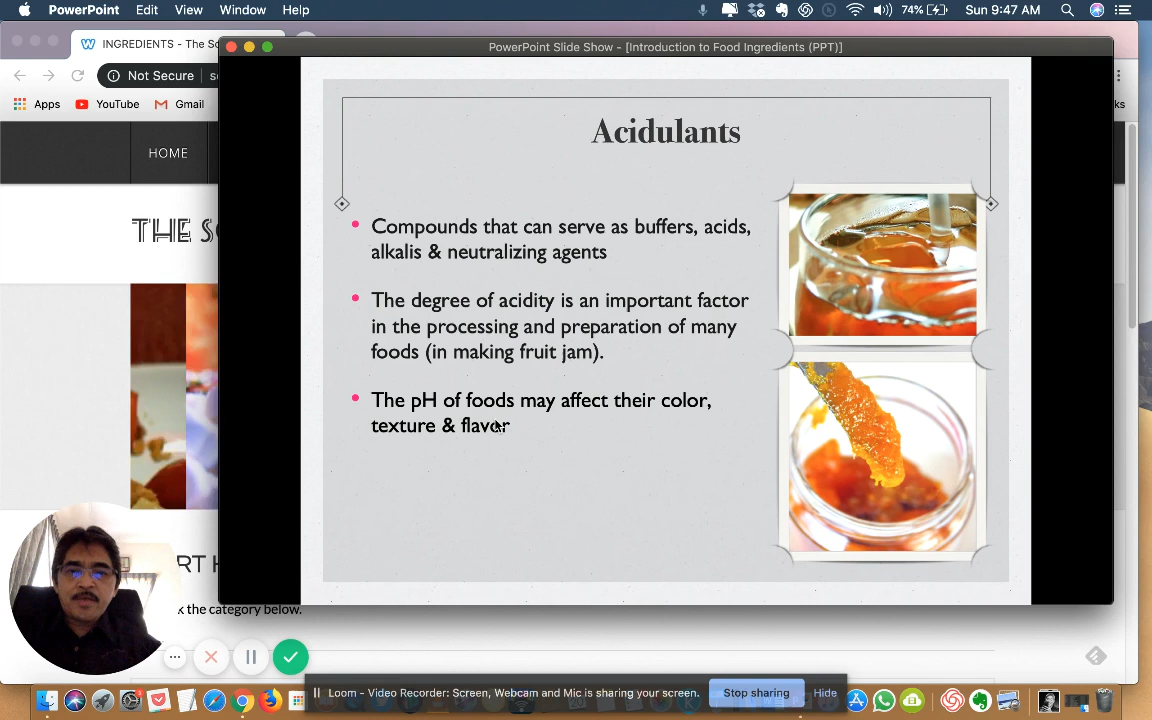 PowerPoint Edit View Window Help 74% Sun 9:47 AM
INGREDIENTS - The Sc
PowerPoint Slide Show - [Introduction to Food Ingredients (PPT)]
Not Secure
Apps YouTube Gmail
HOME
THE
Acidulants
Compounds that can serve as buffers, acids,
alkalis & neutralizing agents
The degree of acidity is an important factor
in the processing and preparation of many
foods (in making fruit jam).
The pH of foods may affect their color,
texture & flavor
k the category below.
Loom - Video Recorder: Screen, Webcam and Mic is sharing your screen. Stop sharing Hide